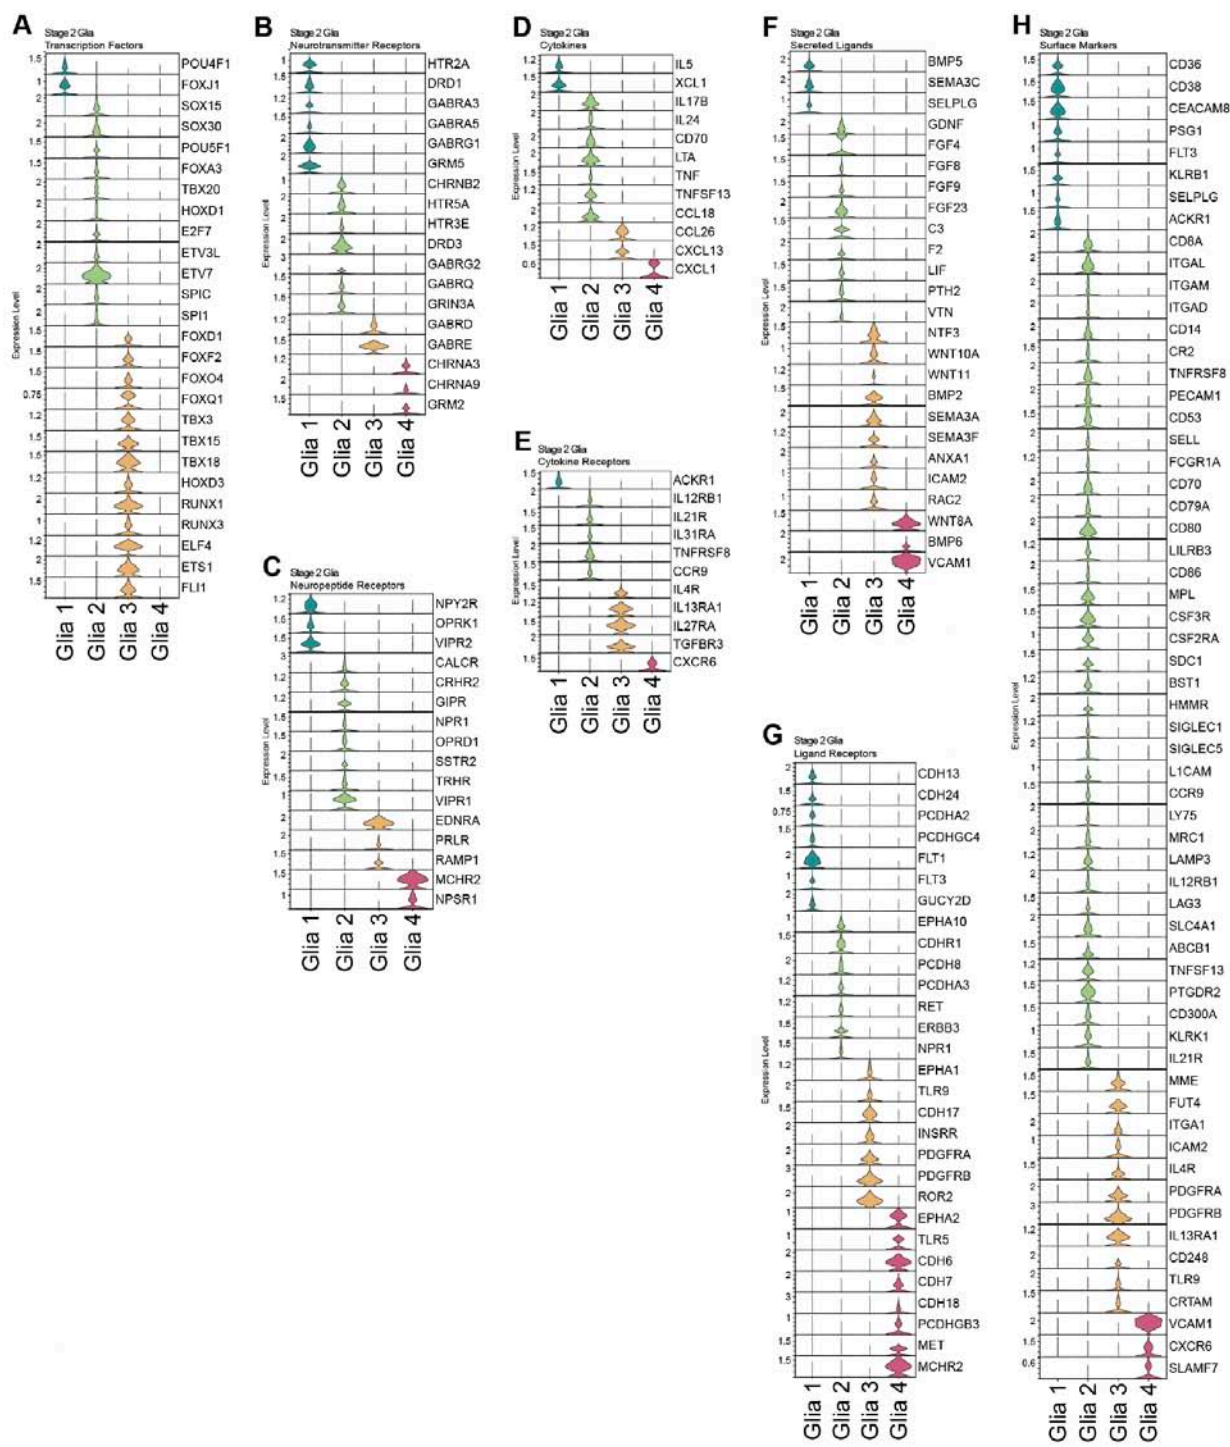 A
Stage 2 Glia
Transcription Factors
POU4F1
FOXJ1
SOX15
SOX30
POU5F1
FOXA3
TBX20
HOXD1
E2F7
ETV3L
ETV7
SPIC
SPI1
FOXD1
FOXF2
FOXO4
FOXQ1
TBX3
TBX15
TBX18
HOXD3
RUNX1
RUNX3
ELF4
ETS1
FLI1
Expression Level
Glia 1
Glia 2
Glia 3
Glia 4
B
Stage 2 Glia
Neurotransmitter Receptors
HTR2A
DRD1
GABRA3
GABRA5
GABRG1
GRM5
CHRNB2
HTR5A
HTR3E
DRD3
GABRG2
GABRQ
GRIN3A
GABRD
GABRE
CHRNA3
CHRNA9
GRM2
Expression Level
Glia 1
Glia 2
Glia 3
Glia 4
C
Stage 2 Glia
Neuropeptide Receptors
NPY2R
OPRK1
VIPR2
CALCR
CRHR2
GIPR
NPR1
OPRD1
SSTR2
TRHR
VIPR1
EDNRA
PRLR
RAMP1
MCHR2
NPSR1
Expression Level
Glia 1
Glia 2
Glia 3
Glia 4
D
Stage 2 Glia
Cytokines
IL5
XCL1
IL17B
IL24
CD70
LTA
TNF
TNFSF13
CCL18
CCL26
CXCL13
CXCL1
Expression Level
Glia 1
Glia 2
Glia 3
Glia 4
E
Stage 2 Glia
Cytokine Receptors
ACKR1
IL12RB1
IL21R
IL31RA
TNFRSF8
CCR9
IL4R
IL13RA1
IL27RA
TGFBR3
CXCR6
Expression Level
Glia 1
Glia 2
Glia 3
Glia 4
F
Stage 2 Glia
Secreted Ligands
BMP5
SEMA3C
SELPLG
GDNF
FGF4
FGF8
FGF9
FGF23
C3
F2
LIF
PTH2
VTN
NTF3
WNT10A
WNT11
BMP2
SEMA3A
SEMA3F
ANXA1
ICAM2
RAC2
WNT8A
BMP6
VCAM1
Expression Level
Glia 1
Glia 2
Glia 3
Glia 4
G
Stage 2 Glia
Ligand Receptors
CDH13
CDH24
PCDHA2
PCDHGC4
FLT1
FLT3
GUCY2D
EPHA10
CDHR1
PCDH8
PCDHA3
RET
ERBB3
NPR1
EPHA1
TLR9
CDH17
INSRR
PDGFRA
PDGFRB
ROR2
EPHA2
TLR5
CDH6
CDH7
CDH18
PCDHGB3
MET
MCHR2
Expression Level
Glia 1
Glia 2
Glia 3
Glia 4
H
Stage 2 Glia
Surface Markers
CD36
CD38
CEACAM8
PSG1
FLT3
KLRB1
SELPLG
ACKR1
CD8A
ITGAL
ITGAM
ITGAD
CD14
CR2
TNFRSF8
PECAM1
CD53
SELL
FCGR1A
CD70
CD79A
CD80
LILRB3
CD86
MPL
CSF3R
CSF2RA
SDC1
BST1
HMMR
SIGLEC1
SIGLEC5
L1CAM
CCR9
LY75
MRC1
LAMP3
IL12RB1
LAG3
SLC4A1
ABCB1
TNFSF13
PTGDR2
CD300A
KLRK1
IL21R
MME
FUT4
ITGA1
ICAM2
IL4R
PDGFRA
PDGFRB
IL13RA1
CD248
TLR9
CRTAM
VCAM1
CXCR6
SLAMF7
Expression Level
Glia 1
Glia 2
Glia 3
Glia 4